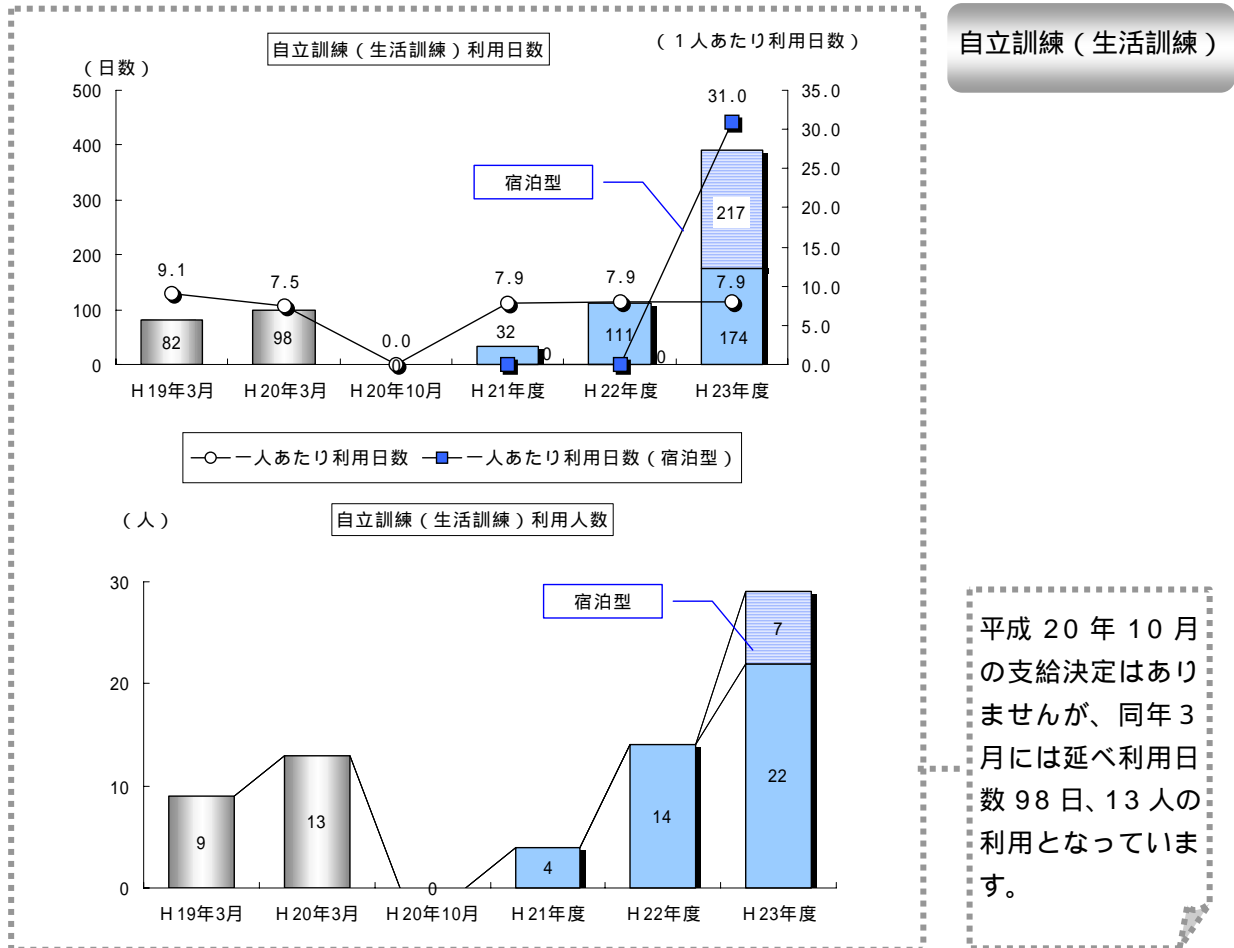 自立訓練（生活訓練）
自立訓練（生活訓練）利用日数
（１人あたり利用日数）
（日数）
500
400
300
200
100
0
35.0
30.0
25.0
20.0
15.0
10.0
5.0
0.0
31.0
宿泊型
217
9.1
7.5
0.0
7.9
7.9
7.9
82
98
0
32
0
111
0
174
H19年3月
H20年3月
H20年10月
H21年度
H22年度
H23年度
一人あたり利用日数
一人あたり利用日数（宿泊型）
（人）
自立訓練（生活訓練）利用人数
30
20
10
0
宿泊型
7
9
13
0
4
14
22
H19年3月
H20年3月
H20年10月
H21年度
H22年度
H23年度
平成 20 年 10 月
の支給決定はあり
ませんが、同年３
月には延べ利用日
数 98 日、13 人の
利用となっていま
す。